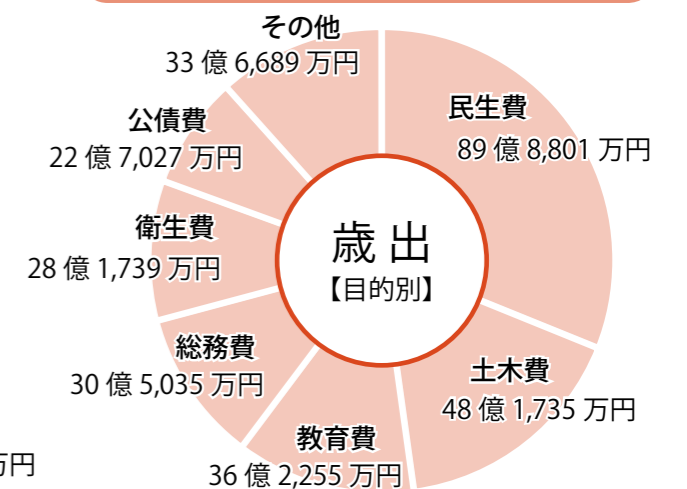 その他
33 億 6,689 万円
民生費
89 億 8,801 万円
公債費
22 億 7,027 万円
衛生費
28 億 1,739 万円
歳 出
【目的別】
総務費
30 億 5,035 万円
土木費
48 億 1,735 万円
教育費
36 億 2,255 万円
万円